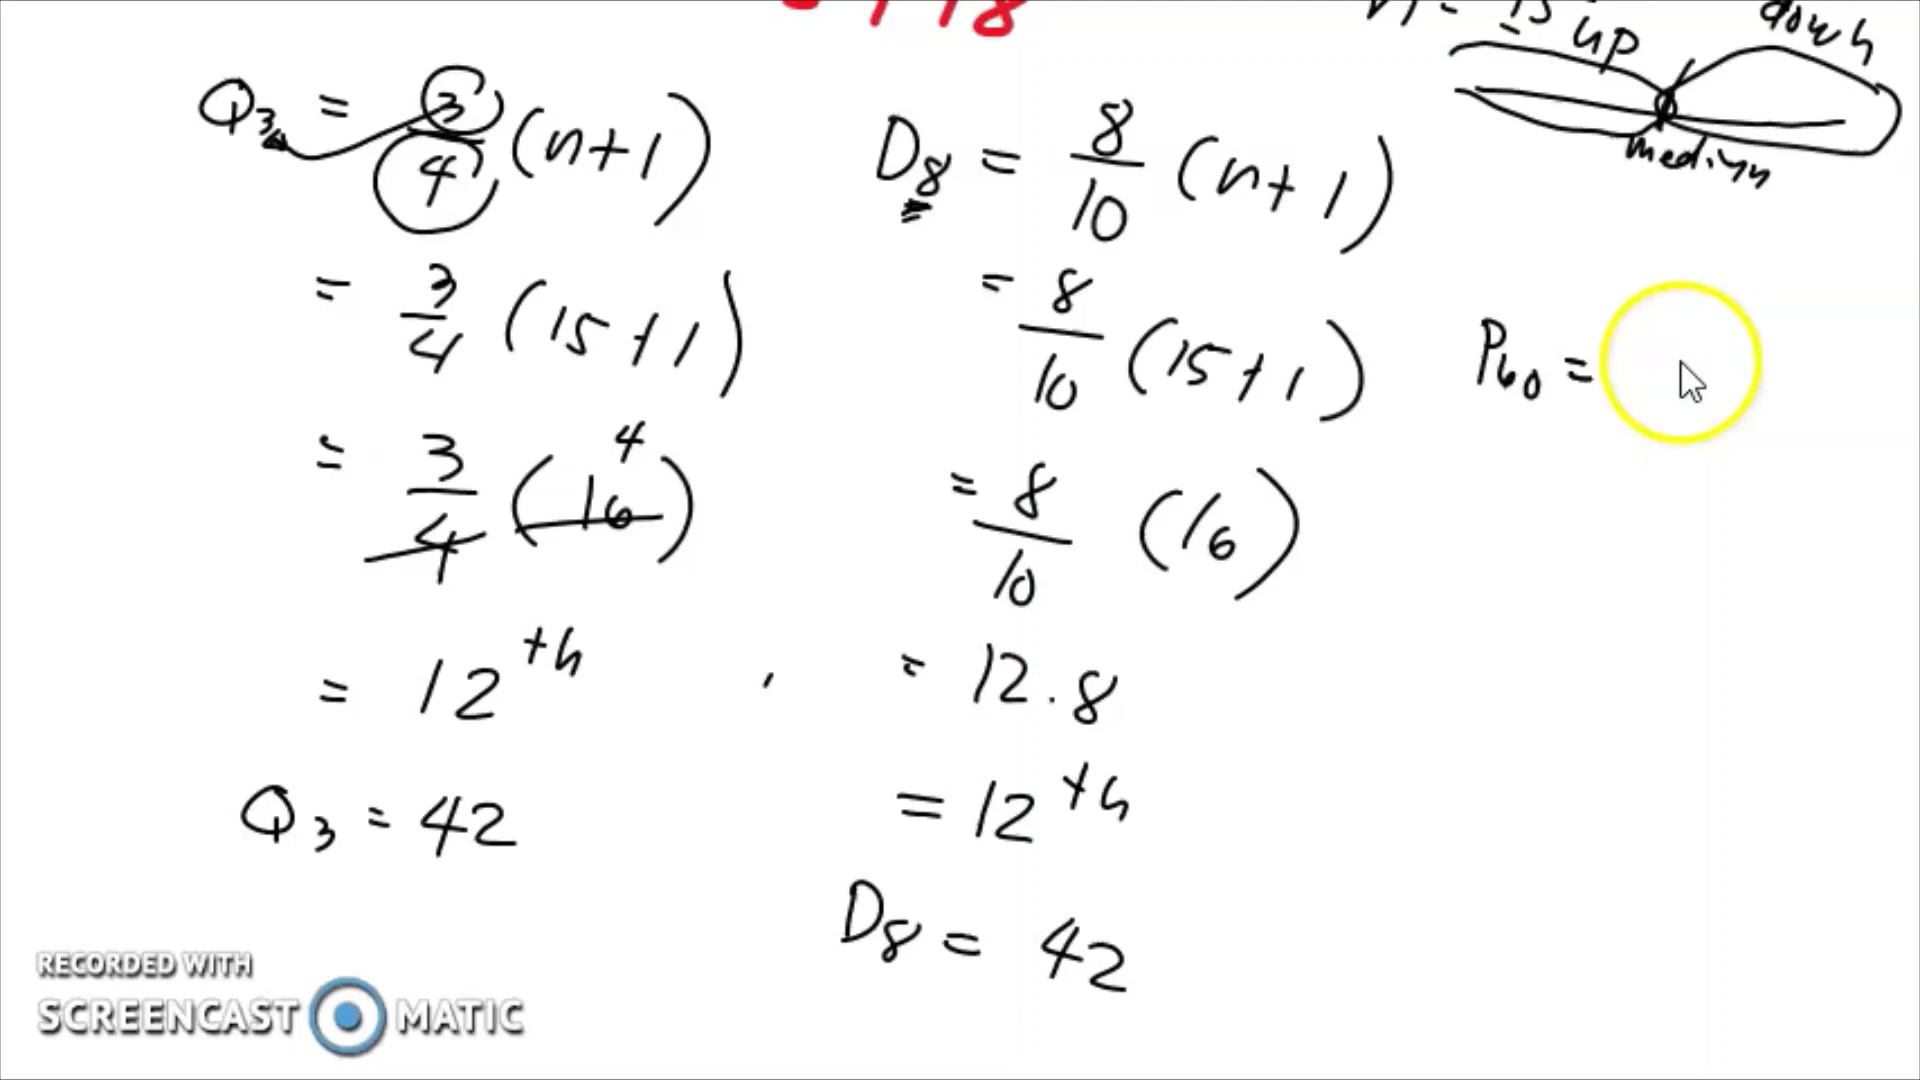 n = 15 up
down
median
Q3 = 3/4 (n+1)
= 3/4 (15+1)
= 3/4 (16) 4
= 12th
Q3 = 42
D8 = 8/10 (n+1)
= 8/10 (15+1)
= 8/10 (16)
= 12.8
= 12th
D8 = 42
P60 =
RECORDED WITH
SCREENCAST MATIC